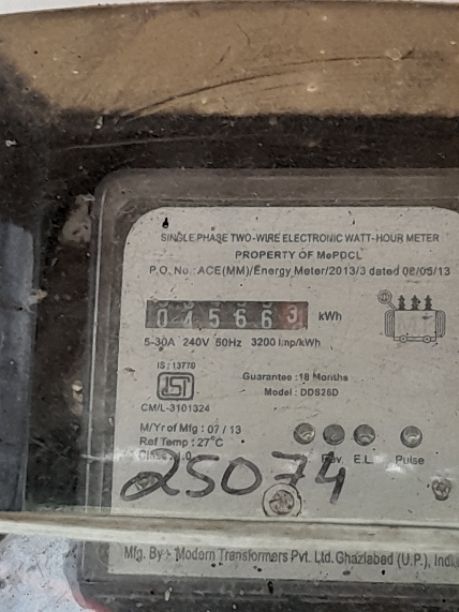 SINGLE PHASE TWO-WIRE ELECTRONIC WATT-HOUR METER
PROPERTY OF MePDCL
P.O. No.: ACE(MM)/Energy Meter/2013/3 dated 08/05/13
045663 kWh
5-30A 240V 50Hz 3200 Imp/kWh
IS : 13770
ISI
CM/L-3101324
Guarantee : 18 Months
Model : DDS26D
M/Yr of Mfg : 07 / 13
Ref Temp : 27°C
Class : 1.0
Rev. E.L. Pulse
25074
Mfg. By :- Modern Transformers Pvt. Ltd. Ghaziabad (U.P.),